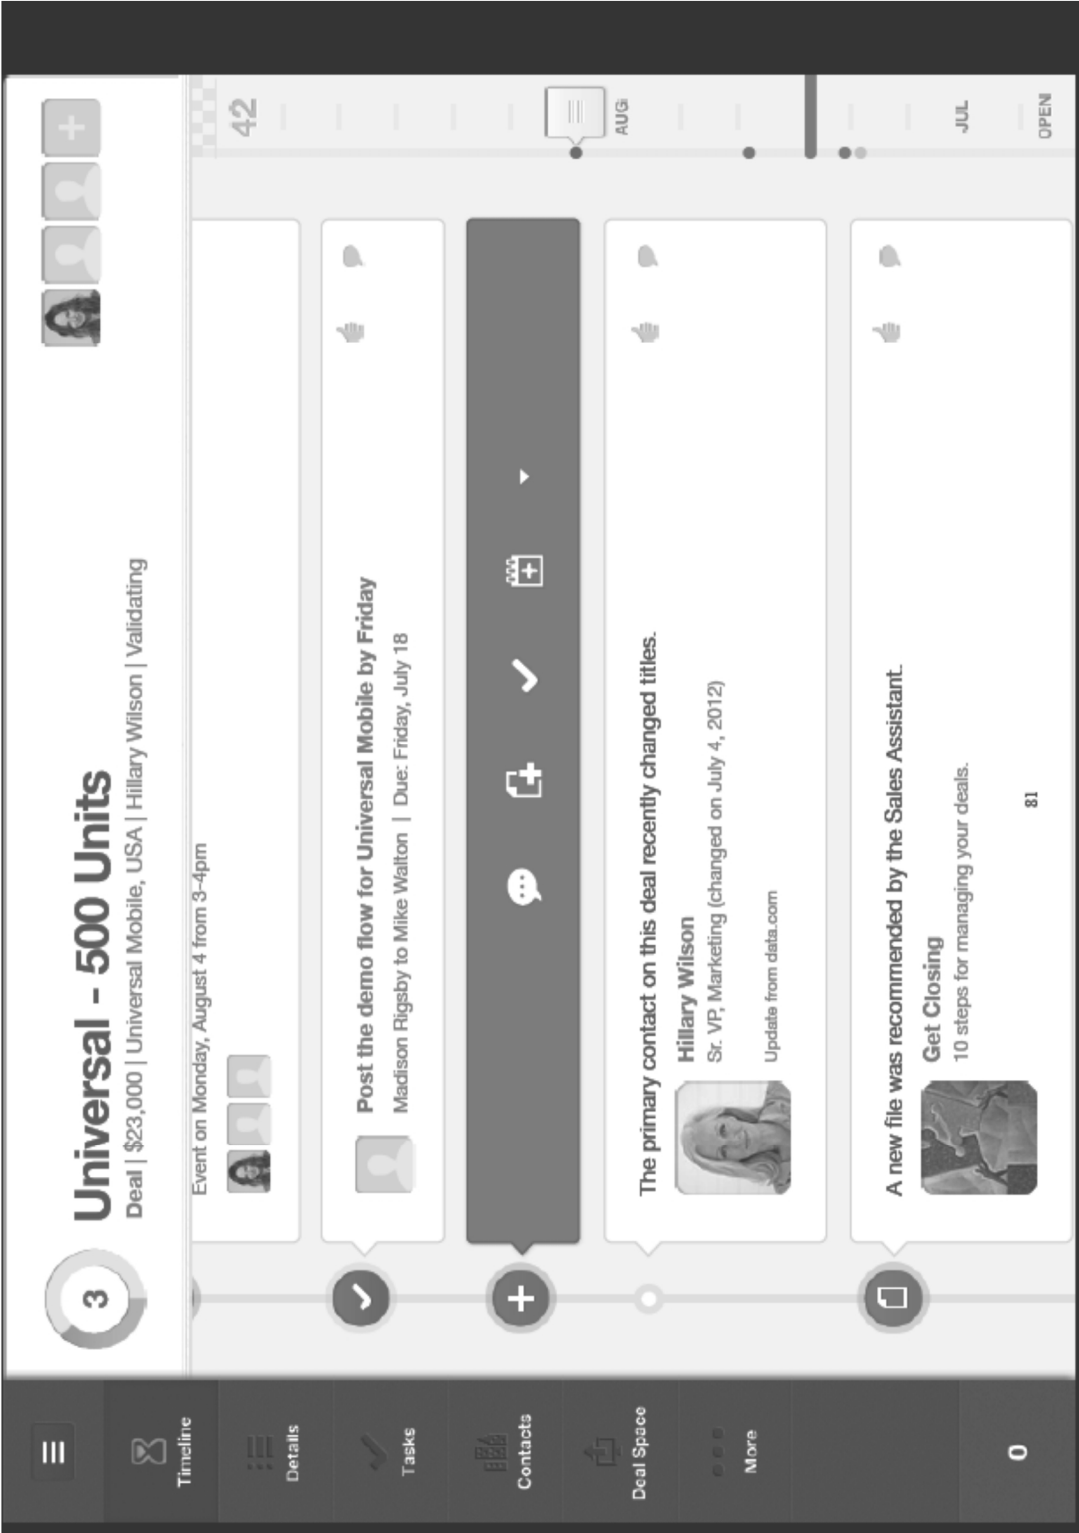 Timeline
Details
Tasks
Contacts
Deal Space
More
0
3
Universal - 500 Units
Deal | $23,000 | Universal Mobile, USA | Hillary Wilson | Validating
Event on Monday, August 4 from 3-4pm
Post the demo flow for Universal Mobile by Friday
Madison Rigsby to Mike Walton | Due: Friday, July 18
The primary contact on this deal recently changed titles.
Hillary Wilson
Sr. VP, Marketing (changed on July 4, 2012)
Update from data.com
A new file was recommended by the Sales Assistant.
Get Closing
10 steps for managing your deals.
81
42
AUG
JUL
OPEN